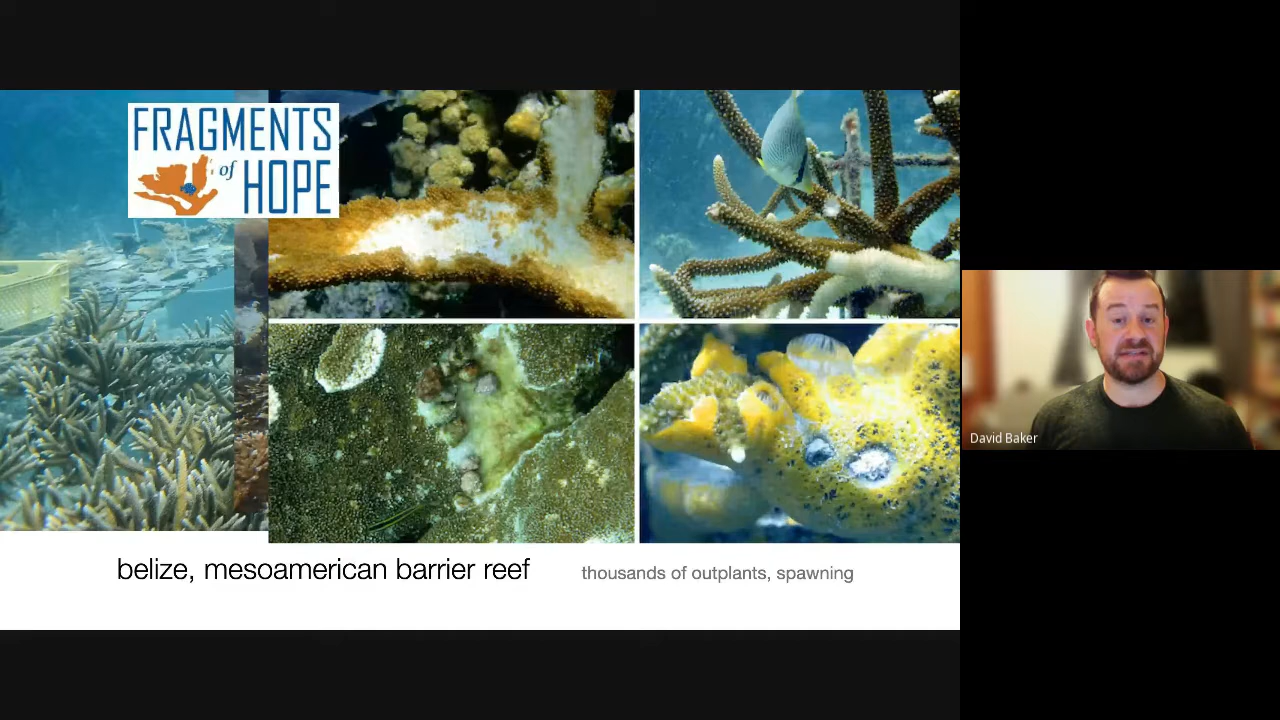 FRAGMENTS
of HOPE
belize, mesoamerican barrier reef thousands of outplants, spawning
David Baker